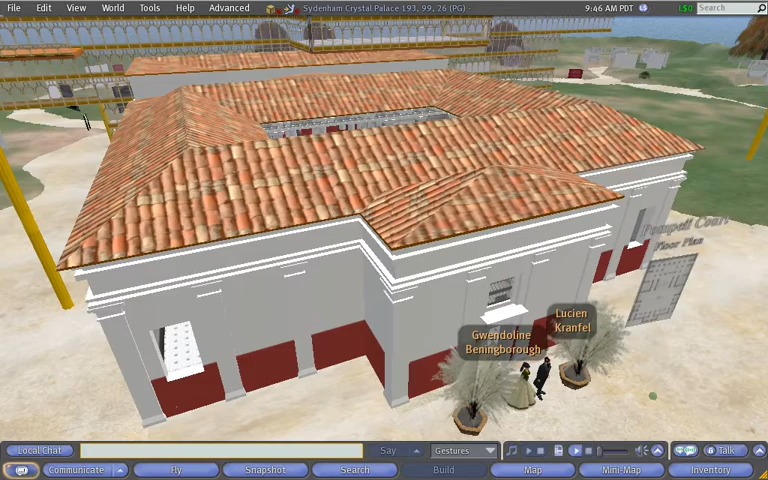 File Edit View World Tools Help Advanced
Sydenham Crystal Palace 193, 99, 26 (PG) -
9:46 AM PDT
L$0
Search
Pompeii Court
Floor Plan
Lucien
Kranfel
Gwendoline
Beningborough
Local Chat
Say
Gestures
Talk
Communicate
Fly
Snapshot
Search
Build
Map
Mini-Map
Inventory